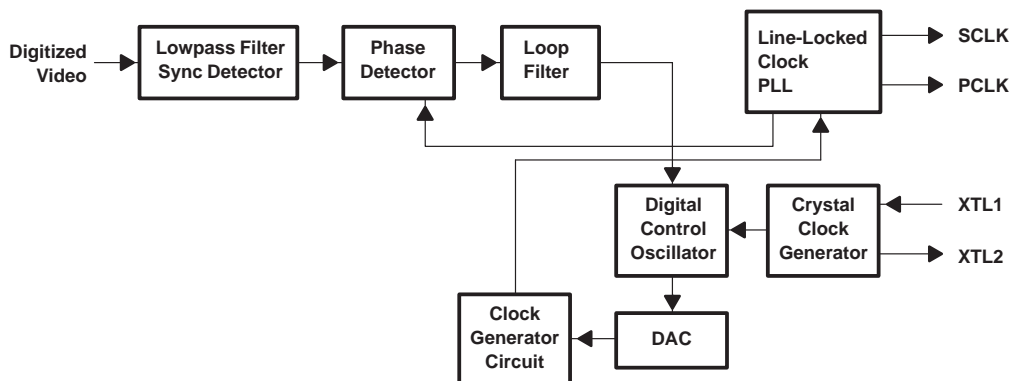 Digitized
Video
Lowpass Filter
Sync Detector
Phase
Detector
Loop
Filter
Line-Locked
Clock
PLL
SCLK
PCLK
Digital
Control
Oscillator
Crystal
Clock
Generator
XTL1
XTL2
Clock
Generator
Circuit
DAC